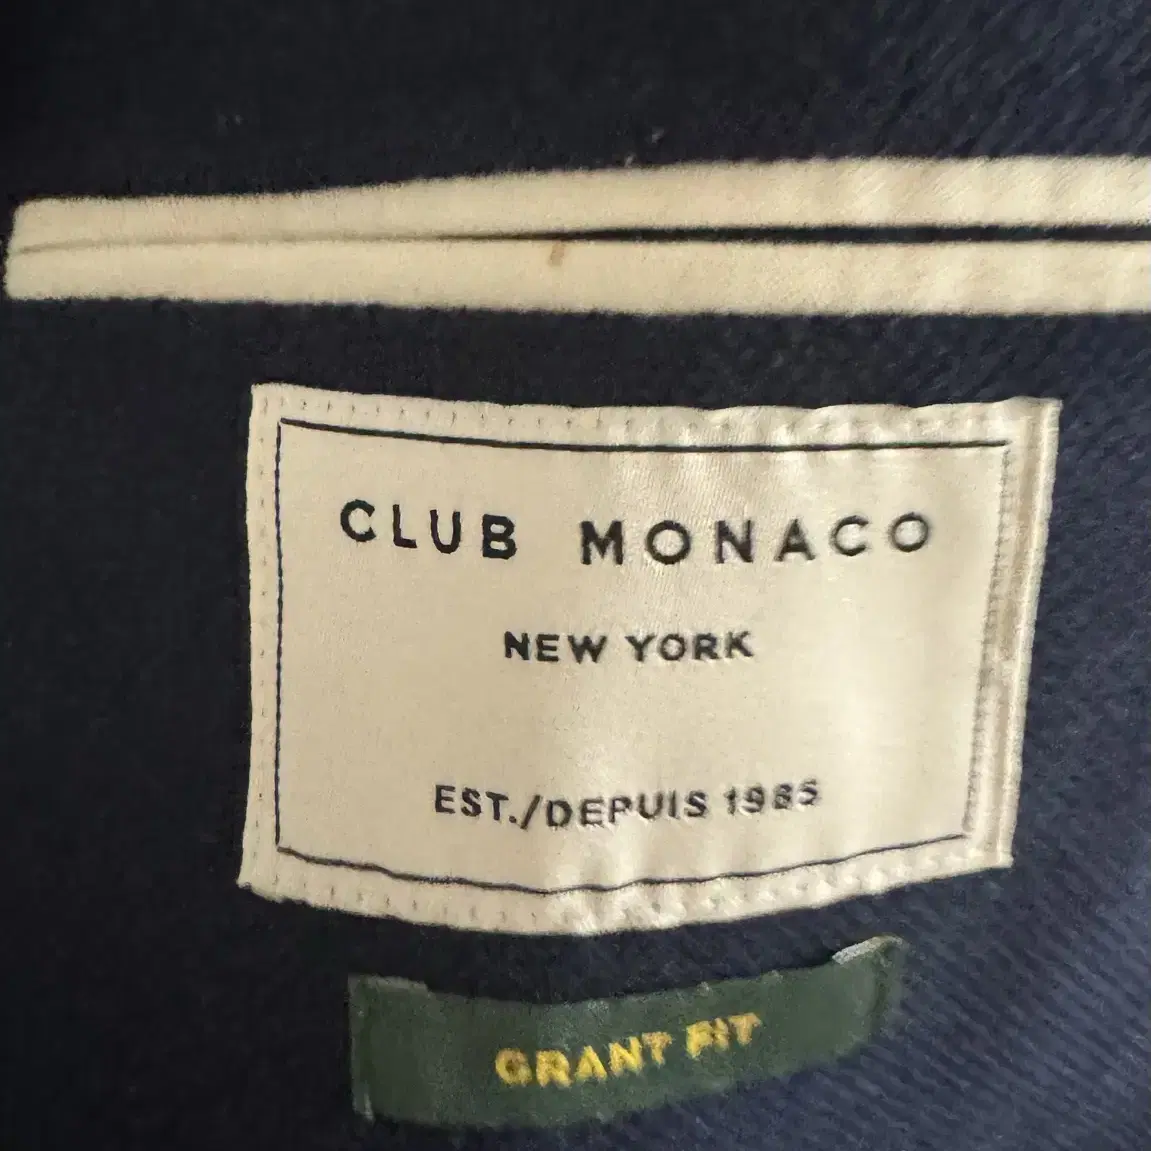 CLUB MONACO
NEW YORK
EST./DEPUIS 1985
GRANT FIT